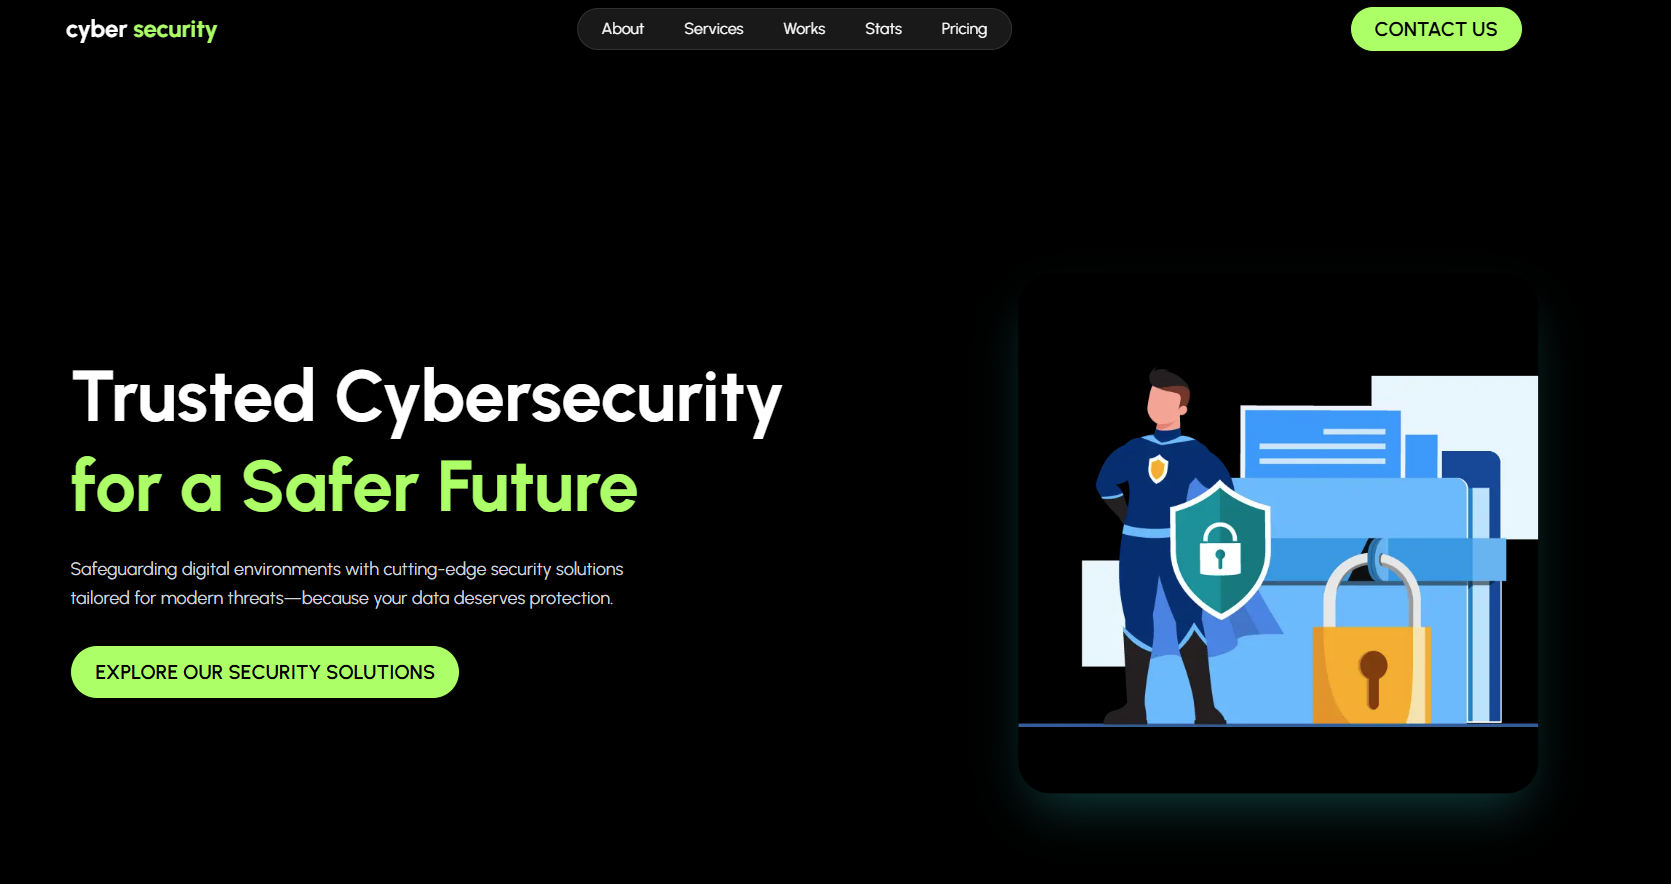 cyber security
About Services Works Stats Pricing
CONTACT US
Trusted Cybersecurity
for a Safer Future
Safeguarding digital environments with cutting-edge security solutions
tailored for modern threats—because your data deserves protection.
EXPLORE OUR SECURITY SOLUTIONS